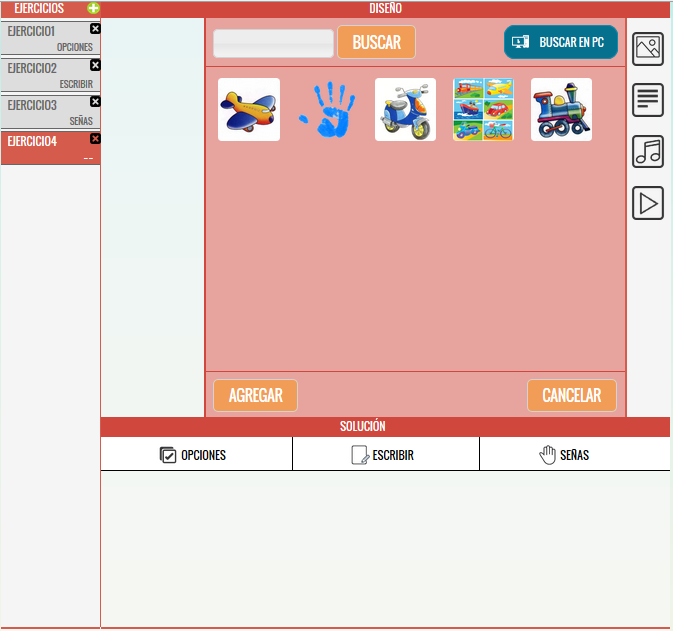 EJERCICIOS
DISEÑO
EJERCICIO1
OPCIONES
EJERCICIO2
ESCRIBIR
EJERCICIO3
SEÑAS
EJERCICIO4
--
BUSCAR
BUSCAR EN PC
AGREGAR
CANCELAR
SOLUCIÓN
OPCIONES
ESCRIBIR
SEÑAS